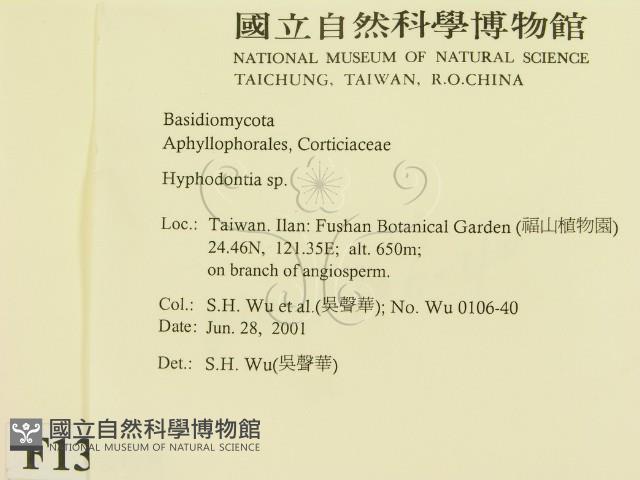 國立自然科學博物館
NATIONAL MUSEUM OF NATURAL SCIENCE
TAICHUNG, TAIWAN, R.O.CHINA
Basidiomycota
Aphyllophorales, Corticiaceae
Hyphodontia sp.
Loc.: Taiwan. Ilan: Fushan Botanical Garden (福山植物園)
24.46N, 121.35E; alt. 650m;
on branch of angiosperm.
Col.: S.H. Wu et al.(吳聲華); No. Wu 0106-40
Date: Jun. 28, 2001
Det.: S.H. Wu(吳聲華)
國立自然科學博物館
NATIONAL MUSEUM OF NATURAL SCIENCE
F13